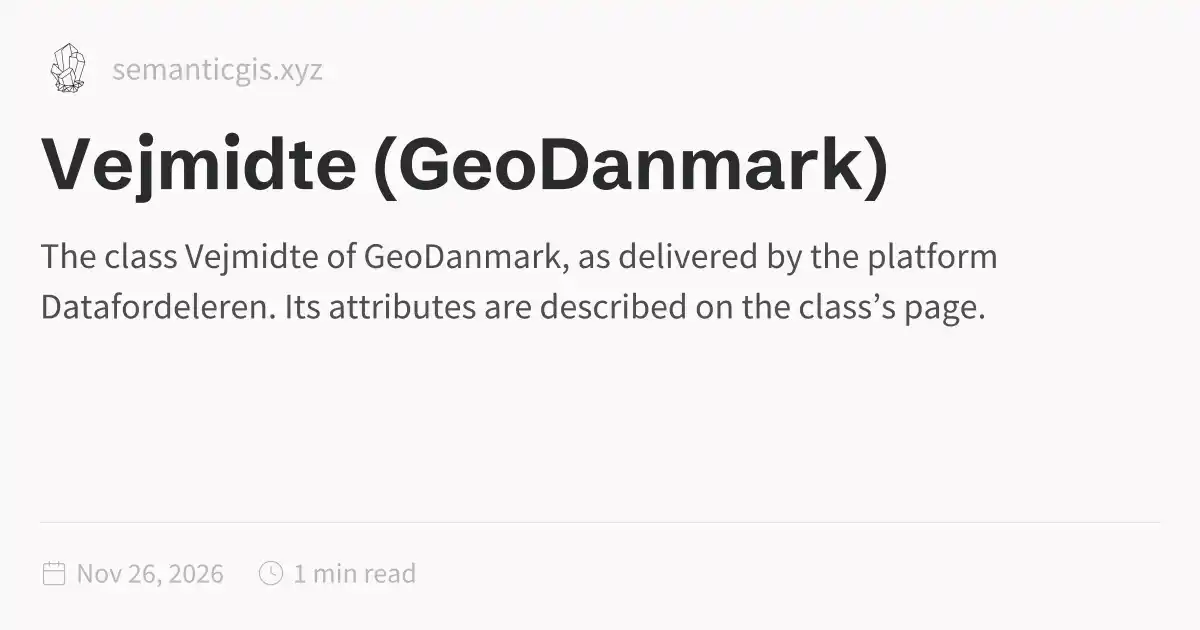 semanticgis.xyz
Vejmidte (GeoDanmark)
The class Vejmidte of GeoDanmark, as delivered by the platform
Datafordeleren. Its attributes are described on the class’s page.
Nov 26, 2026 1 min read